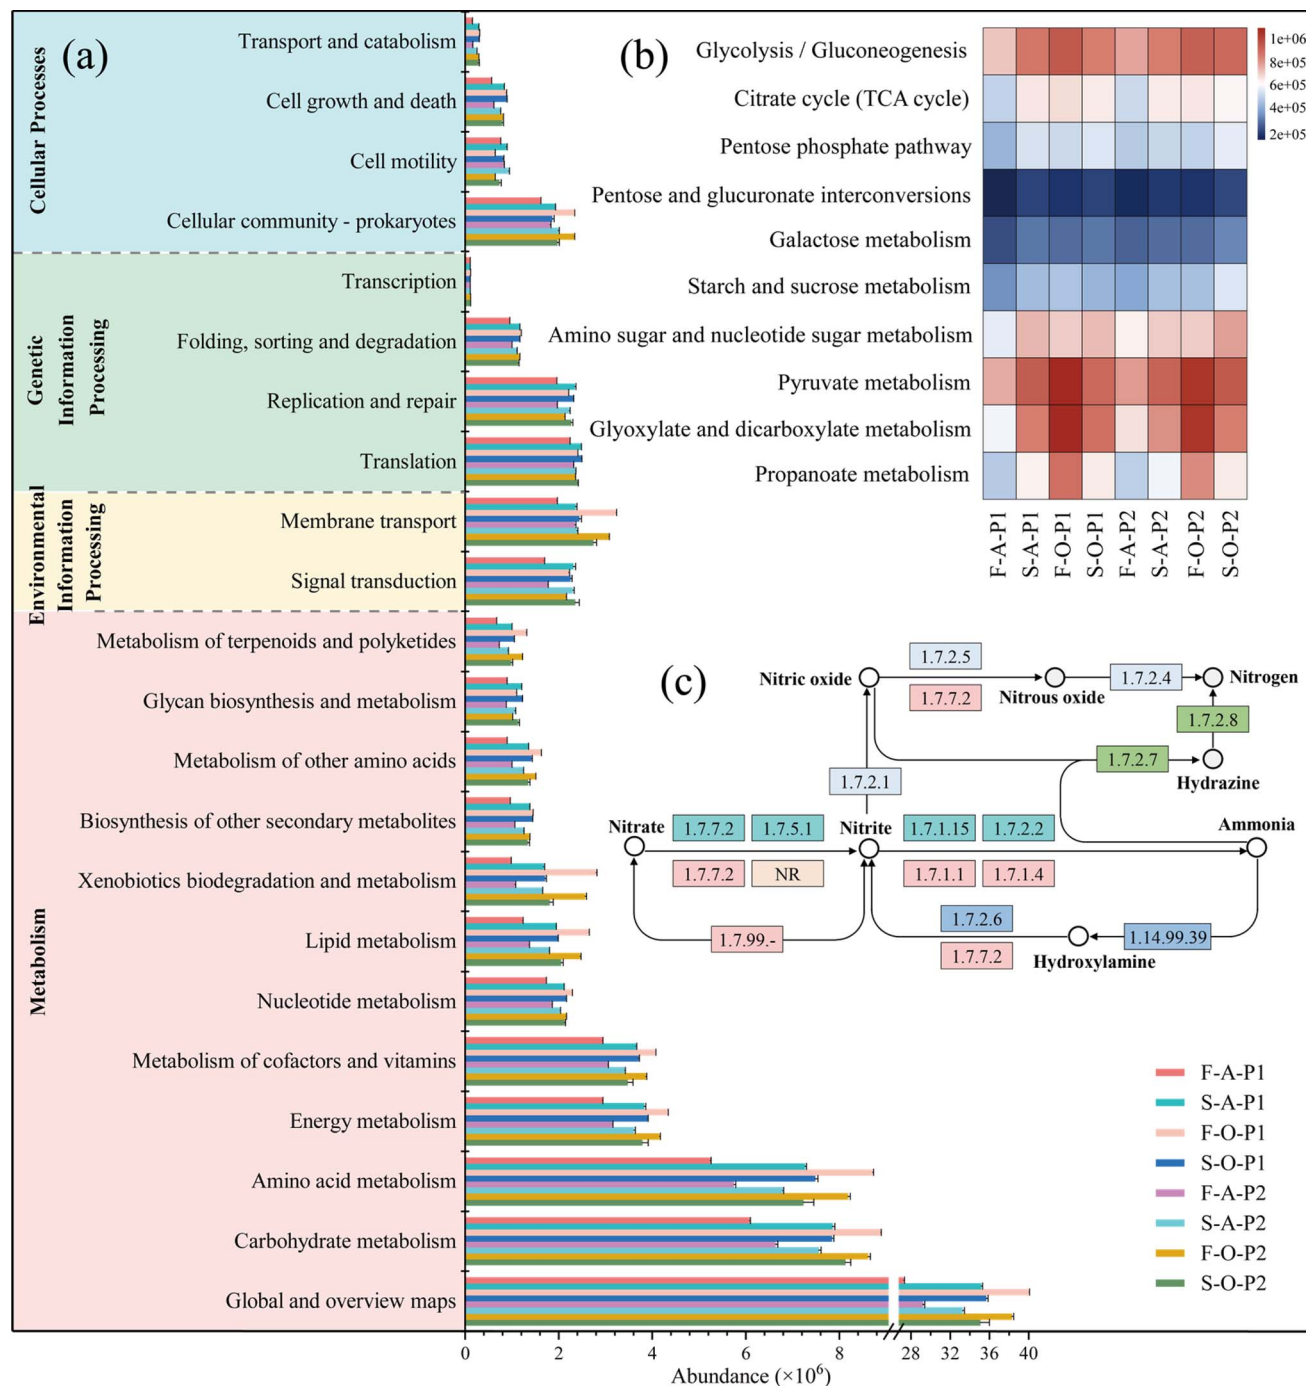 (a)
Cellular Processes
Transport and catabolism
Cell growth and death
Cell motility
Cellular community - prokaryotes
Genetic
Information
Processing
Transcription
Folding, sorting and degradation
Replication and repair
Translation
Environmental
Information
Processing
Membrane transport
Signal transduction
Metabolism
Metabolism of terpenoids and polyketides
Glycan biosynthesis and metabolism
Metabolism of other amino acids
Biosynthesis of other secondary metabolites
Xenobiotics biodegradation and metabolism
Lipid metabolism
Nucleotide metabolism
Metabolism of cofactors and vitamins
Energy metabolism
Amino acid metabolism
Carbohydrate metabolism
Global and overview maps
0 2 4 6 8 28 32 36 40
Abundance (×10⁶)
F-A-P1
S-A-P1
F-O-P1
S-O-P1
F-A-P2
S-A-P2
F-O-P2
S-O-P2
(b)
Glycolysis / Gluconeogenesis
Citrate cycle (TCA cycle)
Pentose phosphate pathway
Pentose and glucuronate interconversions
Galactose metabolism
Starch and sucrose metabolism
Amino sugar and nucleotide sugar metabolism
Pyruvate metabolism
Glyoxylate and dicarboxylate metabolism
Propanoate metabolism
F-A-P1
S-A-P1
F-O-P1
S-O-P1
F-A-P2
S-A-P2
F-O-P2
S-O-P2
1e+06
8e+05
6e+05
4e+05
2e+05
(c)
1.7.2.5
Nitric oxide
1.7.7.2
Nitrous oxide
1.7.2.4
Nitrogen
1.7.2.8
1.7.2.7
Hydrazine
1.7.2.1
Nitrate
1.7.7.2 1.7.5.1
Nitrite
1.7.1.15 1.7.2.2
Ammonia
1.7.7.2 NR
1.7.1.1 1.7.1.4
1.7.99.-
1.7.2.6
1.7.7.2
Hydroxylamine
1.14.99.39